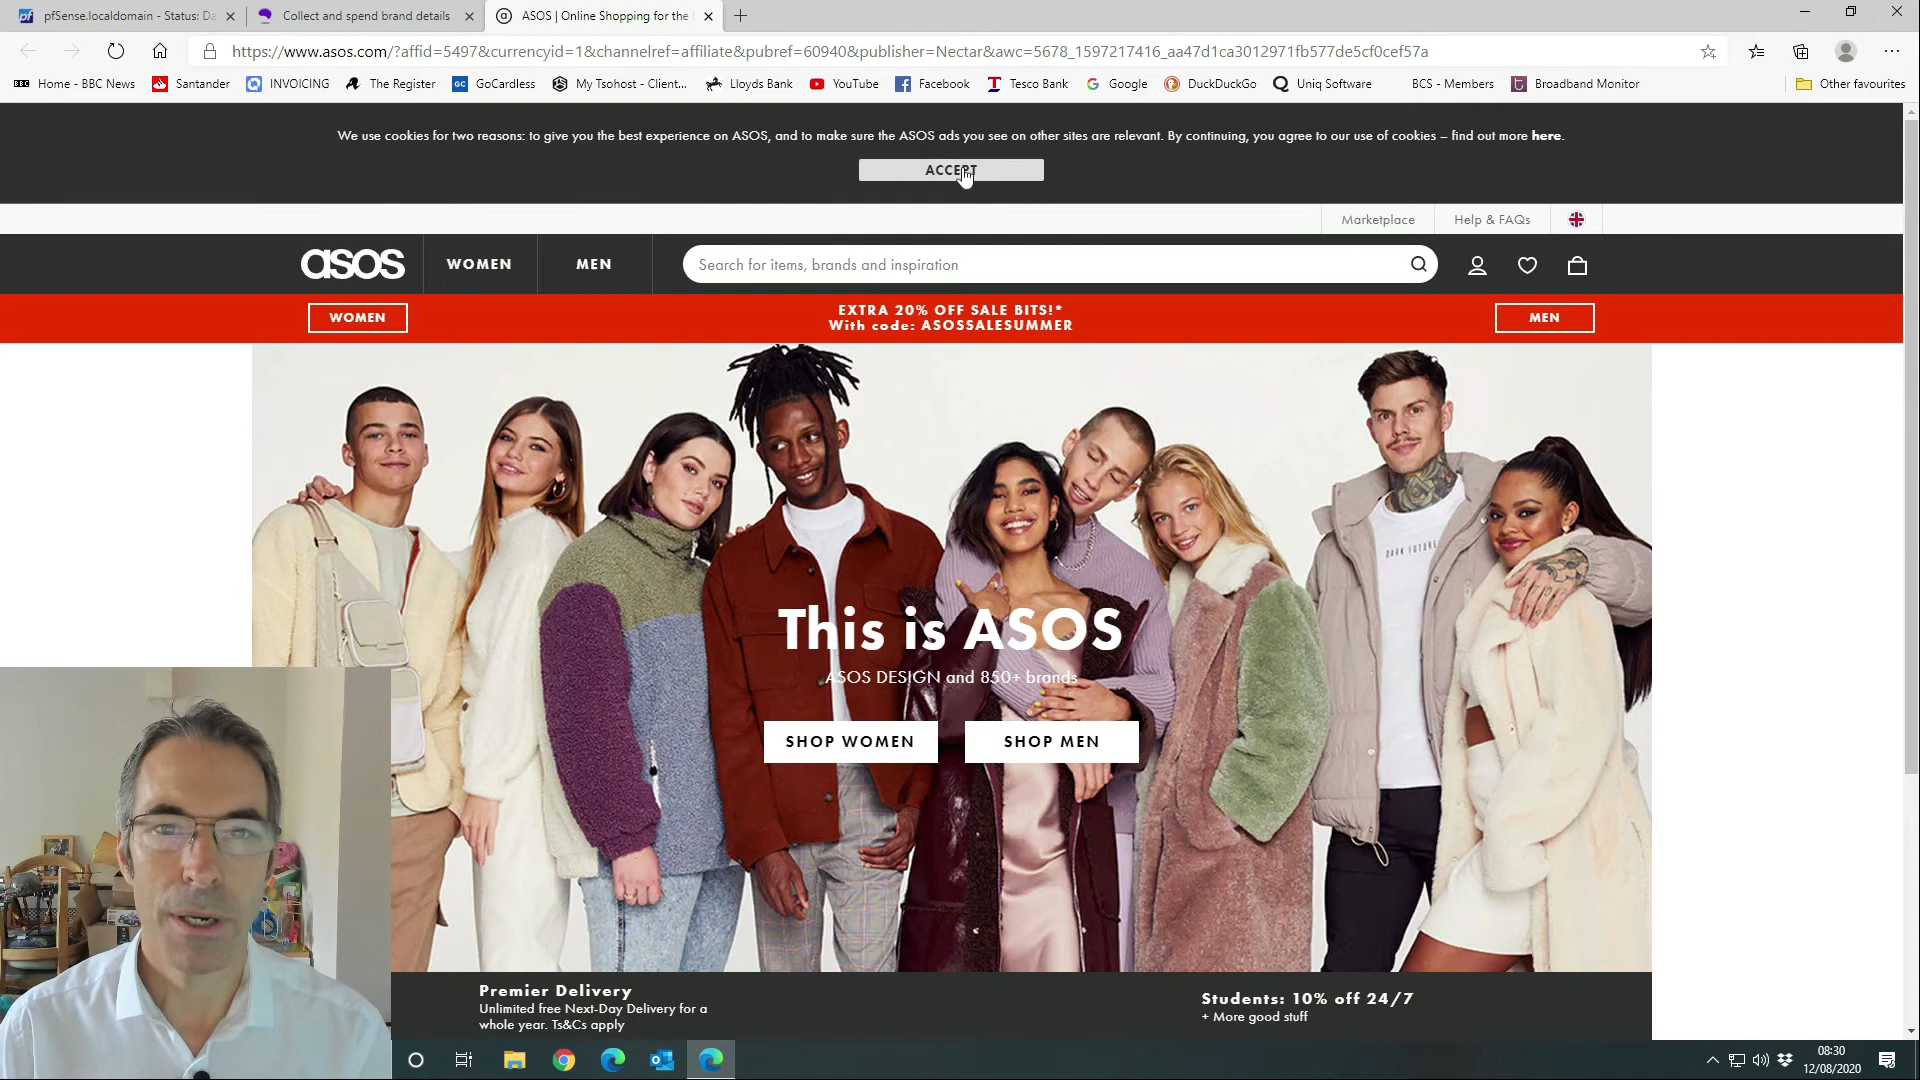 pfSense.localdomain - Status: Da
Collect and spend brand details
ASOS | Online Shopping for the
https://www.asos.com/?affid=5497&currencyid=1&channelref=affiliate&pubref=60940&publisher=Nectar&awc=5678_1597217416_aa47d1ca3012971fb577de5cf0cef57a
BBC Home - BBC News
Santander
INVOICING
The Register
GC GoCardless
My Tsohost - Client...
Lloyds Bank
YouTube
Facebook
Tesco Bank
Google
DuckDuckGo
Uniq Software
BCS - Members
Broadband Monitor
Other favourites
We use cookies for two reasons: to give you the best experience on ASOS, and to make sure the ASOS ads you see on other sites are relevant. By continuing, you agree to our use of cookies – find out more here.
ACCEPT
Marketplace
Help & FAQs
asos
WOMEN
MEN
Search for items, brands and inspiration
WOMEN
EXTRA 20% OFF SALE BITS!*
With code: ASOSSALESUMMER
MEN
DARK FUTURE
This is ASOS
ASOS DESIGN and 850+ brands
SHOP WOMEN
SHOP MEN
Premier Delivery
Unlimited free Next-Day Delivery for a
whole year. Ts&Cs apply
Students: 10% off 24/7
+ More good stuff
08:30
12/08/2020